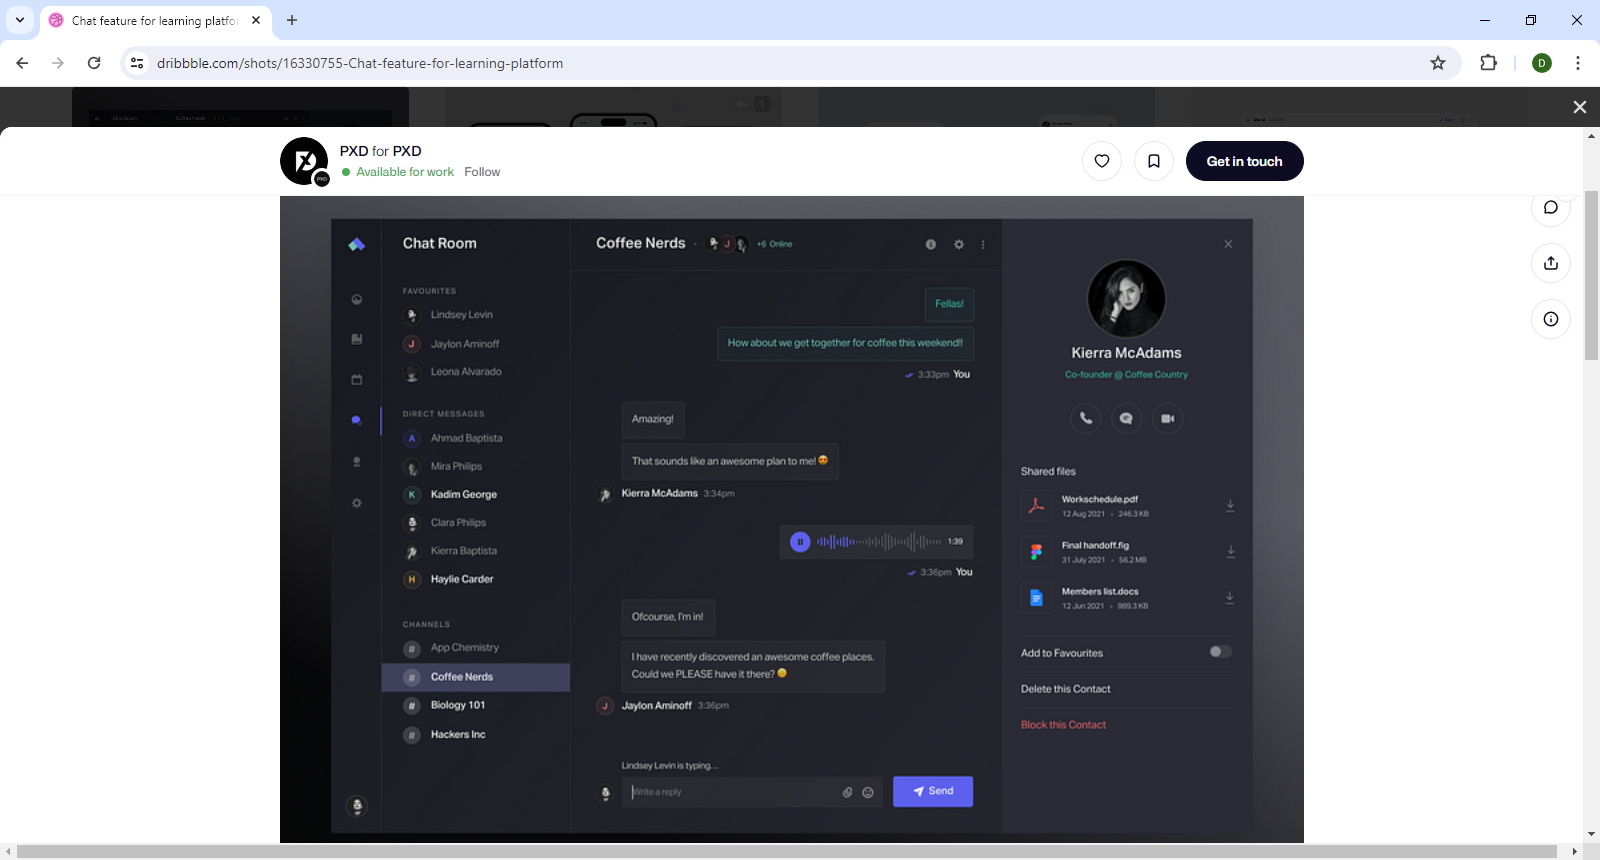 Chat feature for learning platfo
dribbble.com/shots/16330755-Chat-feature-for-learning-platform
D
Chat Room
Coffee Nerds
PXD for PXD
Available for work Follow
PXD
Get in touch
Chat Room
FAVOURITES
Lindsey Levin
J Jaylon Aminoff
Leona Alvarado
DIRECT MESSAGES
A Ahmad Baptista
Mira Philips
K Kadim George
Clara Philips
Kierra Baptista
H Haylie Carder
CHANNELS
# App Chemistry
# Coffee Nerds
# Biology 101
# Hackers Inc
Coffee Nerds
J
+6 Online
Fellas!
How about we get together for coffee this weekend!!
3:33pm You
Amazing!
That sounds like an awesome plan to me! 😍
Kierra McAdams 3:34pm
1:39
3:36pm You
Ofcourse, I'm in!
I have recently discovered an awesome coffee places.
Could we PLEASE have it there?
J Jaylon Aminoff 3:36pm
Lindsey Levin is typing...
Write a reply
Send
Kierra McAdams
Co-founder @ Coffee Country
Shared files
Workschedule.pdf
12 Aug 2021 • 246.3 KB
Final handoff.fig
31 July 2021 • 56.2 MB
Members list.docs
12 Jun 2021 • 989.3 KB
Add to Favourites
Delete this Contact
Block this Contact